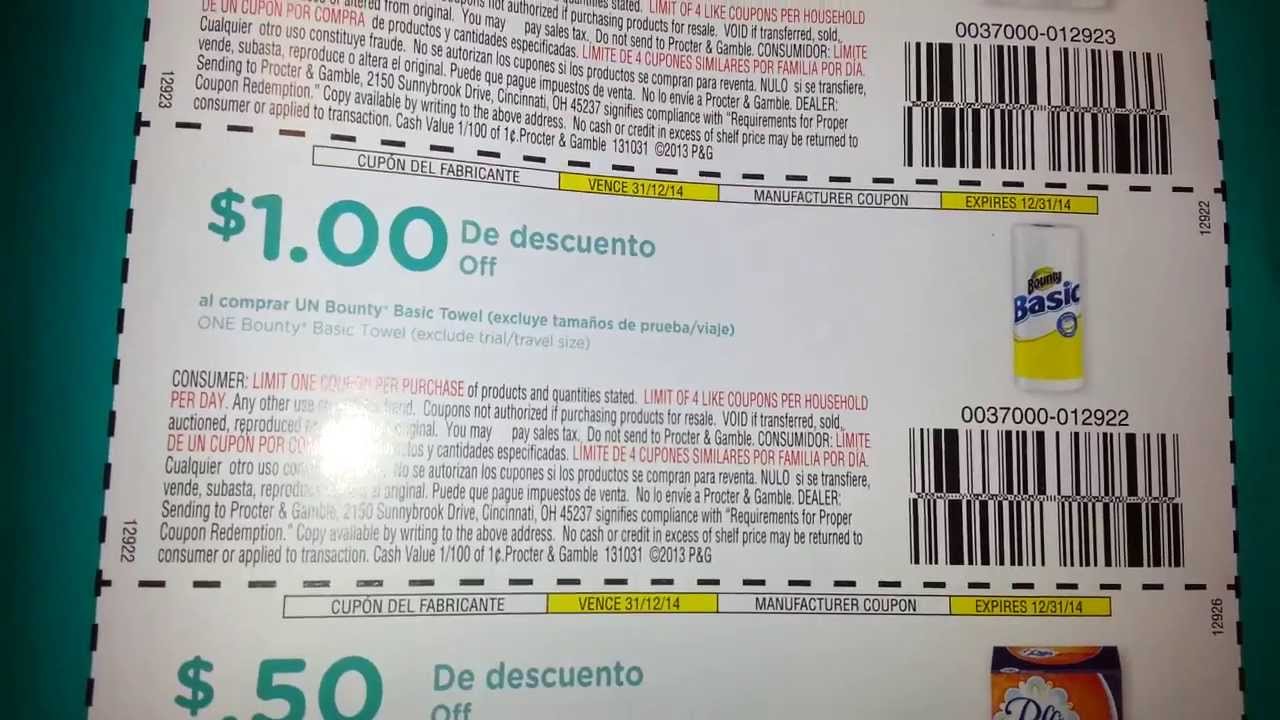 altered from original. You may pay sales tax. Do not send to Procter & Gamble. CONSUMIDOR: LÍMITE
not authorized if purchasing products for resale. VOID if transferred, sold,
stated. LIMIT OF 4 LIKE COUPONS PER HOUSEHOLD
DE UN CUPÓN POR COMPRA de productos y cantidades especificadas. LÍMITE DE 4 CUPONES SIMILARES POR FAMILIA POR DÍA.
Cualquier otro uso constituye fraude. No se autorizan los cupones si los productos se compran para reventa. NULO si se transfiere,
vende, subasta, reproduce o altera el original. Puede que pague impuestos de venta. No lo envíe a Procter & Gamble. DEALER:
Sending to Procter & Gamble, 2150 Sunnybrook Drive, Cincinnati, OH 45237 signifies compliance with "Requirements for Proper
Coupon Redemption." Copy available by writing to the above address. No cash or credit in excess of shelf price may be returned to
consumer or applied to transaction. Cash Value 1/100 of 1¢.Procter & Gamble 131031 ©2013 P&G
12923
0037000-012923
CUPÓN DEL FABRICANTE
VENCE 31/12/14
MANUFACTURER COUPON
EXPIRES 12/31/14
$1.00 De descuento
Off
12922
al comprar UN Bounty® Basic Towel (excluye tamaños de prueba/viaje)
ONE Bounty® Basic Towel (exclude trial/travel size)
Bounty
Basic
CONSUMER: LIMIT ONE COUPON PER PURCHASE of products and quantities stated. LIMIT OF 4 LIKE COUPONS PER HOUSEHOLD
PER DAY. Any other use fraud. Coupons not authorized if purchasing products for resale. VOID if transferred, sold,
auctioned, reproduced original. You may pay sales tax. Do not send to Procter & Gamble. CONSUMIDOR: LÍMITE
DE UN CUPÓN POR y cantidades especificadas. LÍMITE DE 4 CUPONES SIMILARES POR FAMILIA POR DÍA.
Cualquier otro uso No se autorizan los cupones si los productos se compran para reventa. NULO si se transfiere,
vende, subasta, el original. Puede que pague impuestos de venta. No lo envíe a Procter & Gamble. DEALER:
Sending to Procter & Gamble, 2150 Sunnybrook Drive, Cincinnati, OH 45237 signifies compliance with "Requirements for Proper
Coupon Redemption." Copy available by writing to the above address. No cash or credit in excess of shelf price may be returned to
consumer or applied to transaction. Cash Value 1/100 of 1¢.Procter & Gamble 131031 ©2013 P&G
12922
0037000-012922
CUPÓN DEL FABRICANTE
VENCE 31/12/14
MANUFACTURER COUPON
EXPIRES 12/31/14
12926
$.50 De descuento
Off